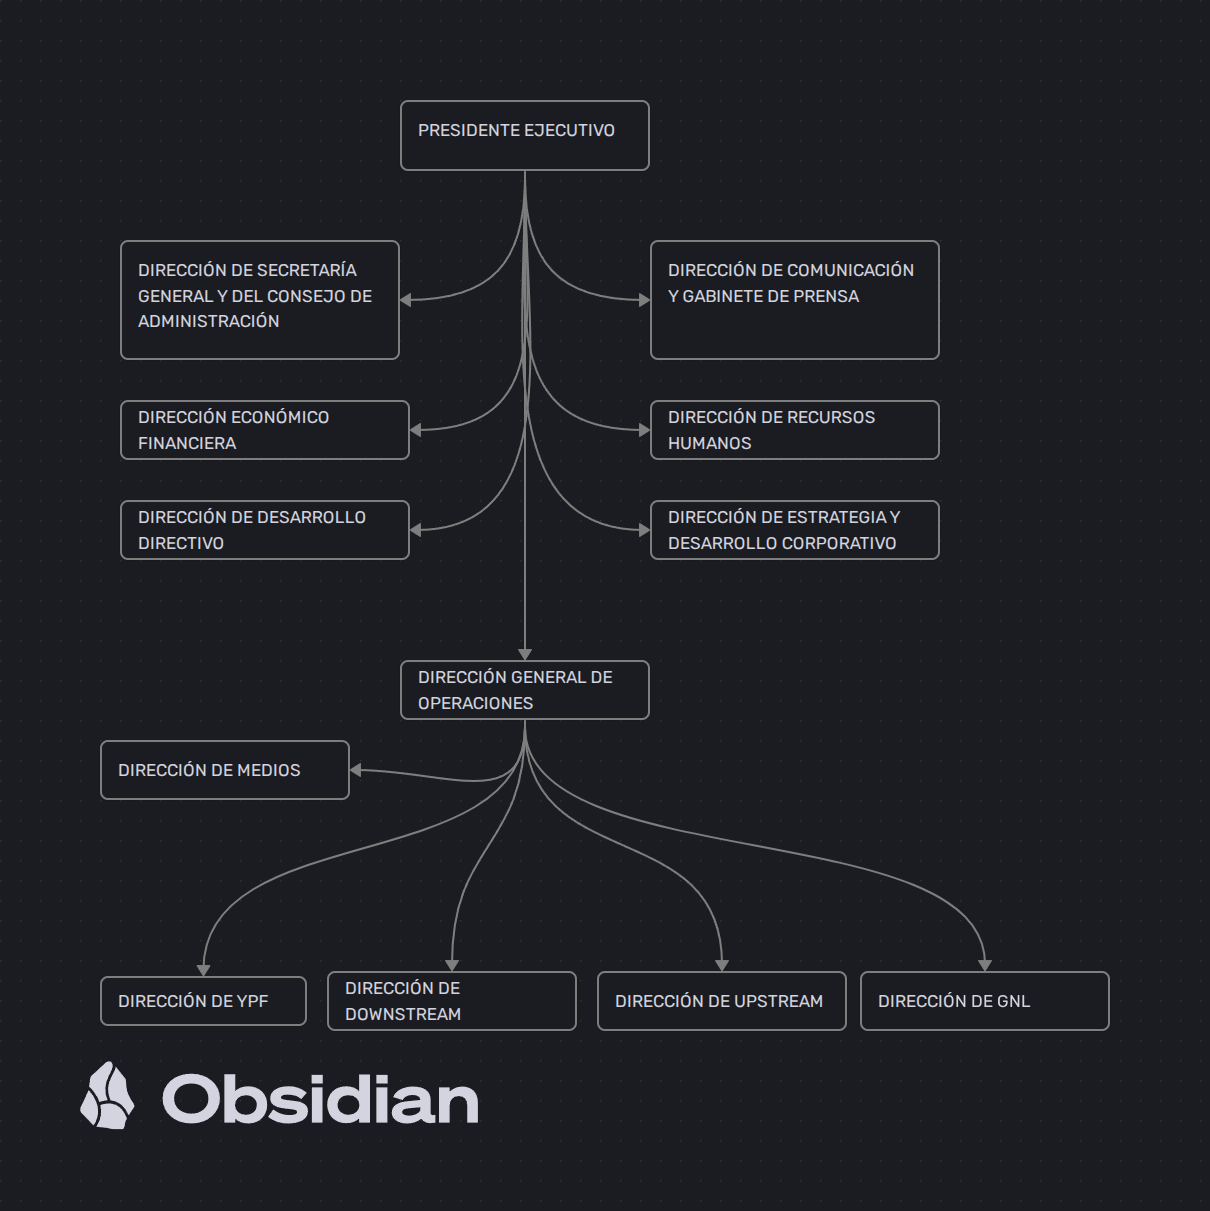 PRESIDENTE EJECUTIVO
DIRECCIÓN DE SECRETARÍA
GENERAL Y DEL CONSEJO DE
ADMINISTRACIÓN
DIRECCIÓN DE COMUNICACIÓN
Y GABINETE DE PRENSA
DIRECCIÓN ECONÓMICO
FINANCIERA
DIRECCIÓN DE RECURSOS
HUMANOS
DIRECCIÓN DE DESARROLLO
DIRECTIVO
DIRECCIÓN DE ESTRATEGIA Y
DESARROLLO CORPORATIVO
DIRECCIÓN GENERAL DE
OPERACIONES
DIRECCIÓN DE MEDIOS
DIRECCIÓN DE YPF
DIRECCIÓN DE
DOWNSTREAM
DIRECCIÓN DE UPSTREAM
DIRECCIÓN DE GNL
Obsidian